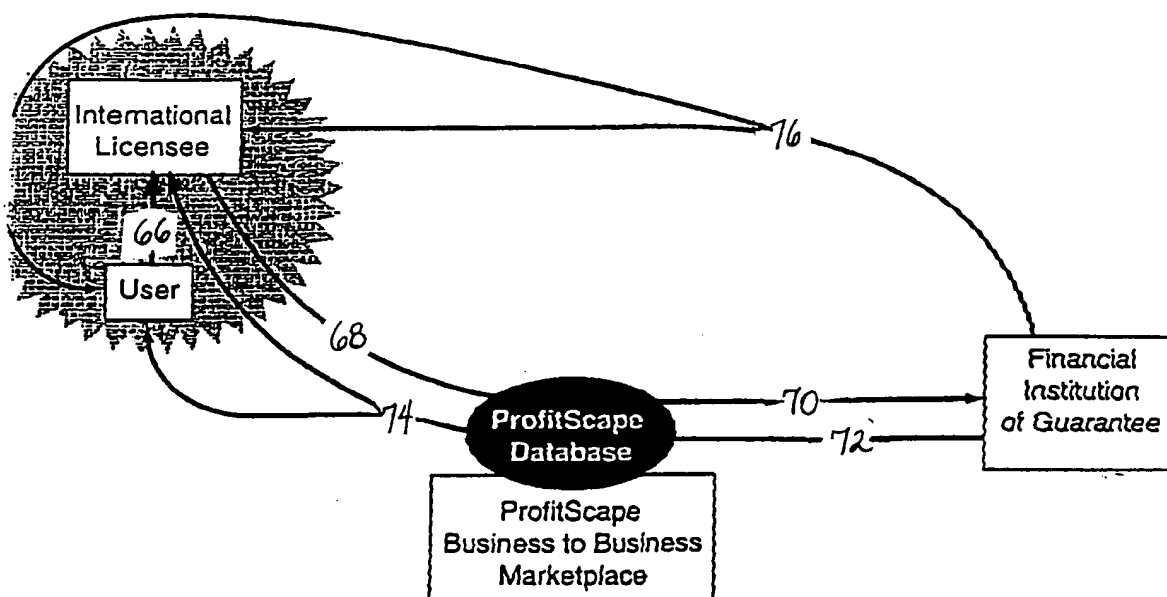 International
Licensee
76
66
User
68
Financial
Institution
of Guarantee
70
74
ProfitScape
Database
72
ProfitScape
Business to Business
Marketplace